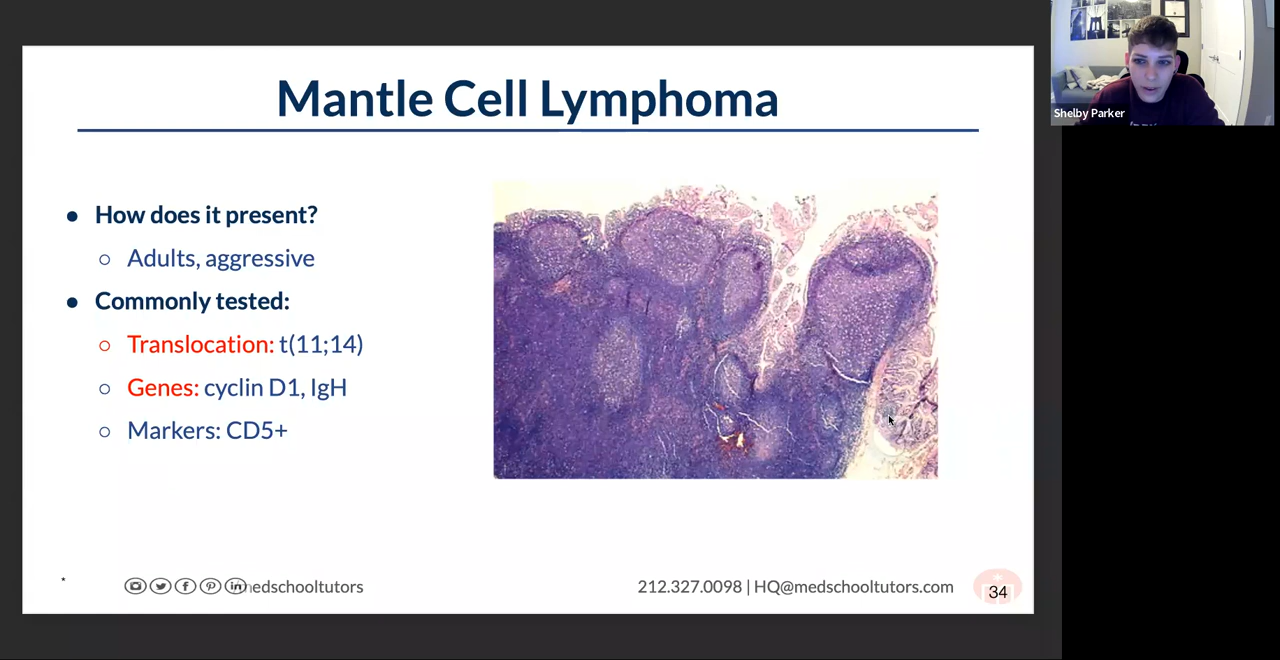 Mantle Cell Lymphoma
Shelby Parker
● How does it present?
○ Adults, aggressive
● Commonly tested:
○ Translocation: t(11;14)
○ Genes: cyclin D1, IgH
○ Markers: CD5+
*
edschooltutors
212.327.0098 | HQ@medschooltutors.com
34